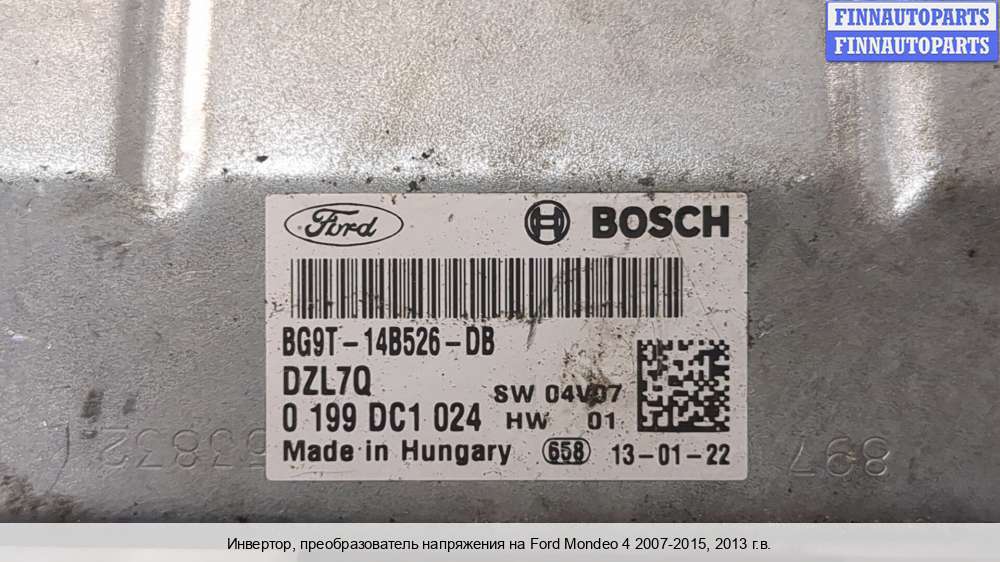 FINNAUTOPARTS
FINNAUTOPARTS
Ford BOSCH
BG9T-14B526-DB
DZL7Q SW 04V07
0 199 DC1 024 HW 01
Made in Hungary 658 13-01-22
897
Инвертор, преобразователь напряжения на Ford Mondeo 4 2007-2015, 2013 г.в.